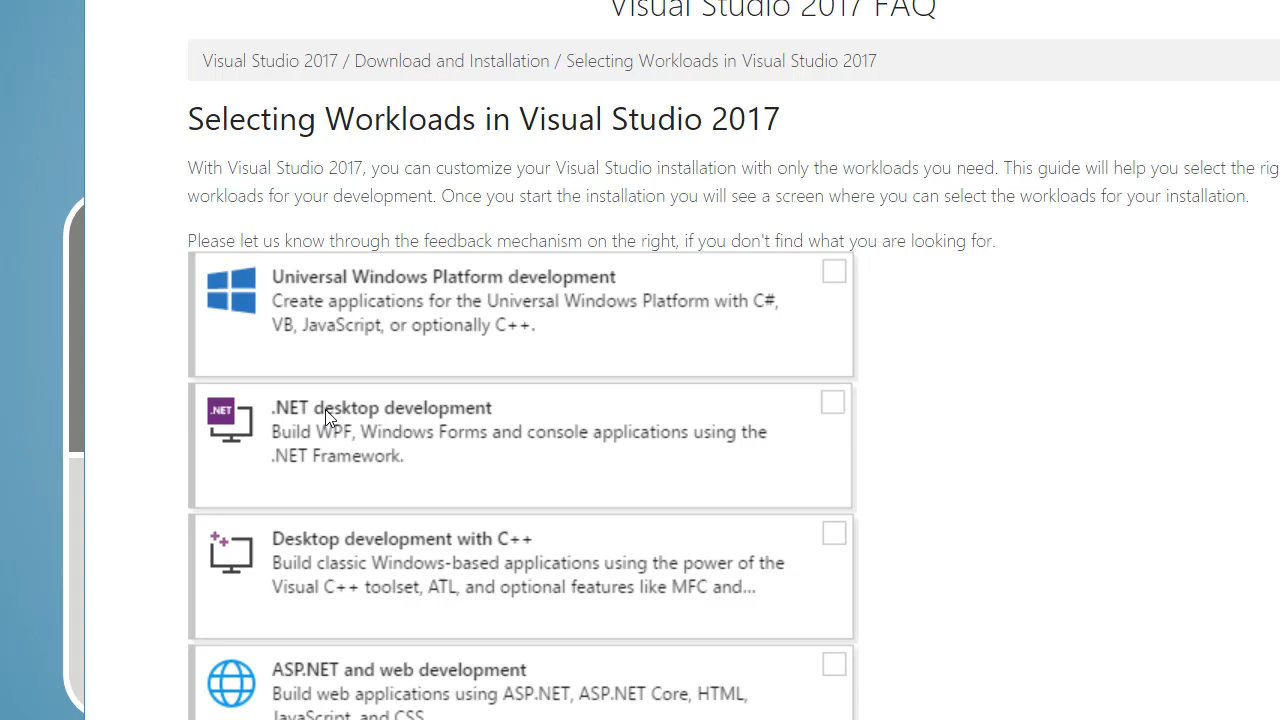 Visual Studio 2017 FAQ
Visual Studio 2017 / Download and Installation / Selecting Workloads in Visual Studio 2017
Selecting Workloads in Visual Studio 2017
With Visual Studio 2017, you can customize your Visual Studio installation with only the workloads you need. This guide will help you select the rig
workloads for your development. Once you start the installation you will see a screen where you can select the workloads for your installation.
Please let us know through the feedback mechanism on the right, if you don't find what you are looking for.
Universal Windows Platform development
Create applications for the Universal Windows Platform with C#,
VB, JavaScript, or optionally C++.
.NET
.NET desktop development
Build WPF, Windows Forms and console applications using the
.NET Framework.
Desktop development with C++
Build classic Windows-based applications using the power of the
Visual C++ toolset, ATL, and optional features like MFC and...
ASP.NET and web development
Build web applications using ASP.NET, ASP.NET Core, HTML,
JavaScript, and CSS